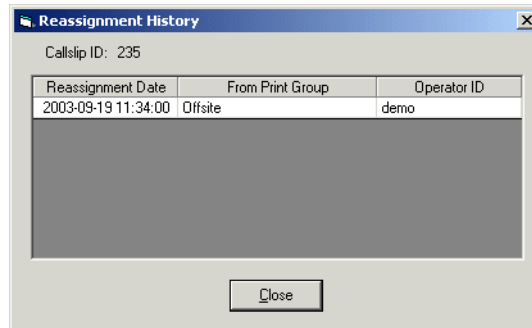 Reassignment History
Callslip ID: 235
Reassignment Date From Print Group Operator ID
2003-09-19 11:34:00 Offsite demo
Close